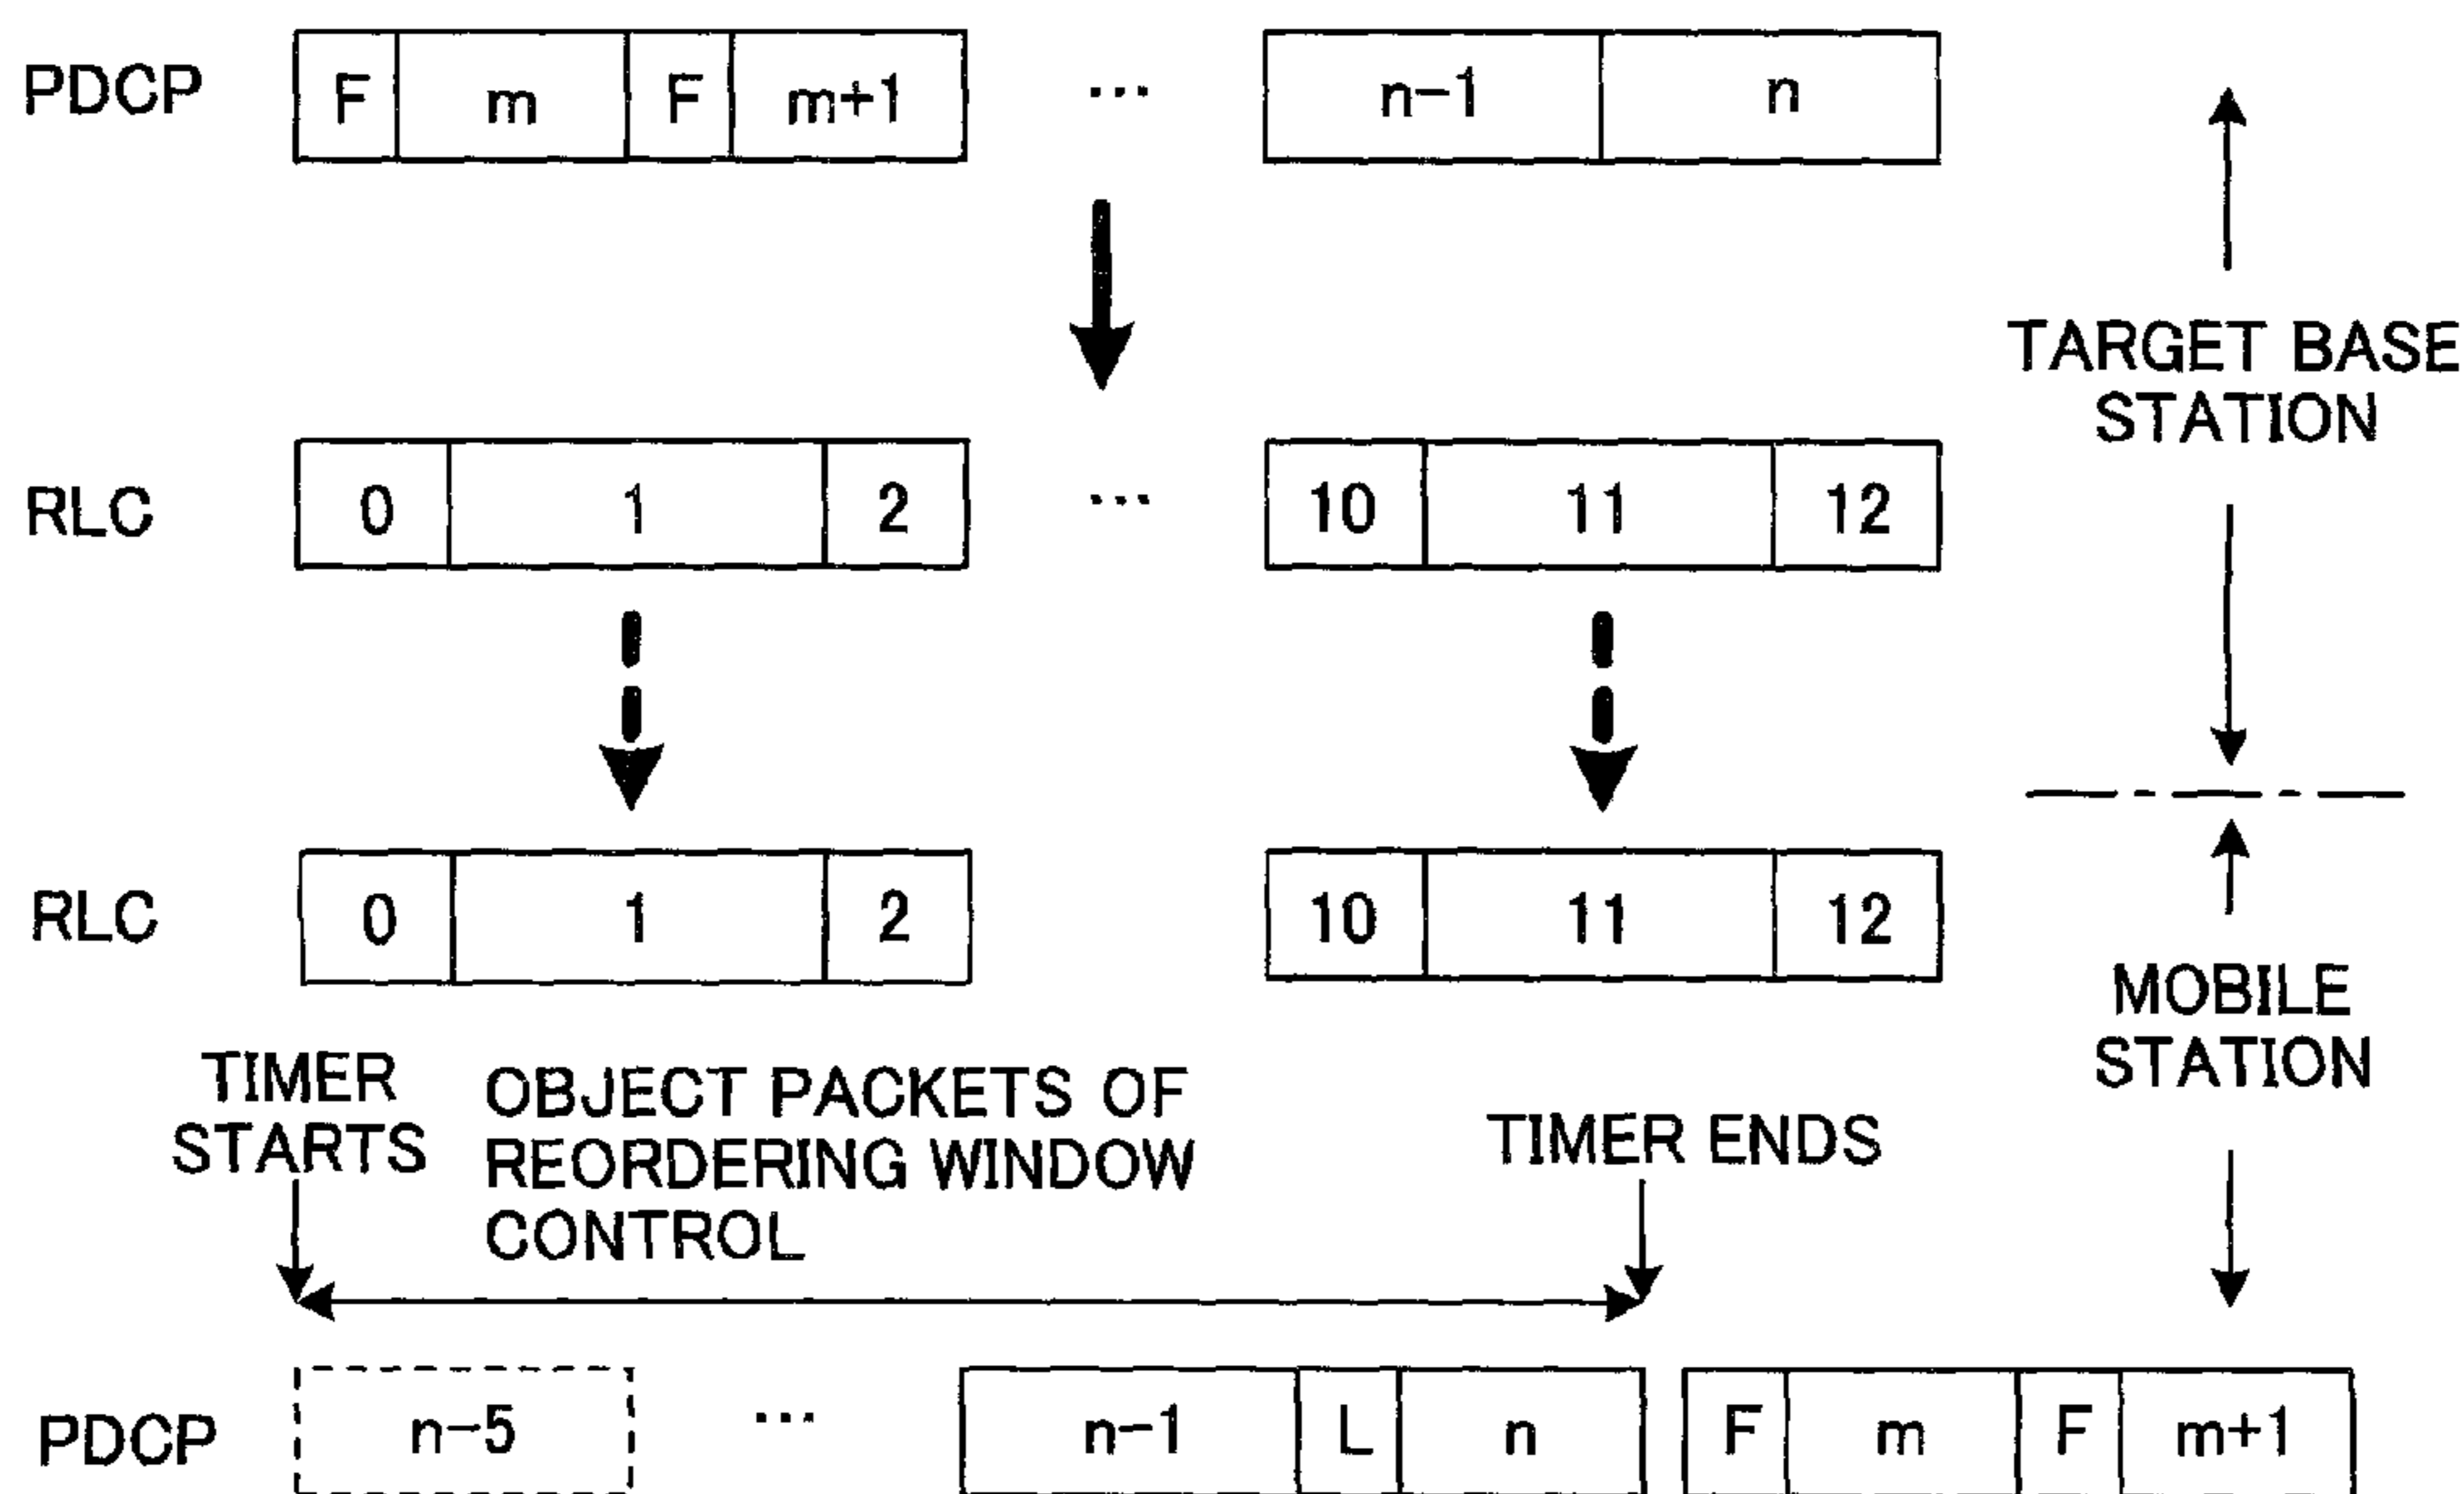 PDCP F m F m+1 ... n-1 n
TARGET BASE
STATION
RLC 0 1 2 ... 10 11 12
RLC 0 1 2 10 11 12
MOBILE
STATION
TIMER
STARTS
OBJECT PACKETS OF
REORDERING WINDOW
CONTROL
TIMER ENDS
PDCP n-5 ... n-1 L n F m F m+1